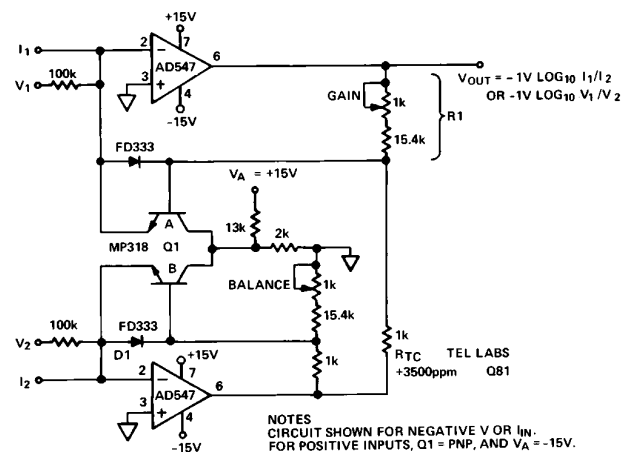 +15V
I1
2
7
−
AD547
6
V1
100k
3
+
4
-15V
VOUT = -1V LOG10 I1/I2
OR -1V LOG10 V1/V2
GAIN
1k
R1
15.4k
FD333
VA = +15V
A
13k
2k
MP318
Q1
B
BALANCE
1k
15.4k
V2
100k
FD333
D1
1k
1k
RTC
TEL LABS
+3500ppm
Q81
+15V
I2
2
7
−
AD547
6
3
+
4
-15V
NOTES
CIRCUIT SHOWN FOR NEGATIVE V OR IIN.
FOR POSITIVE INPUTS, Q1 = PNP, AND VA = -15V.